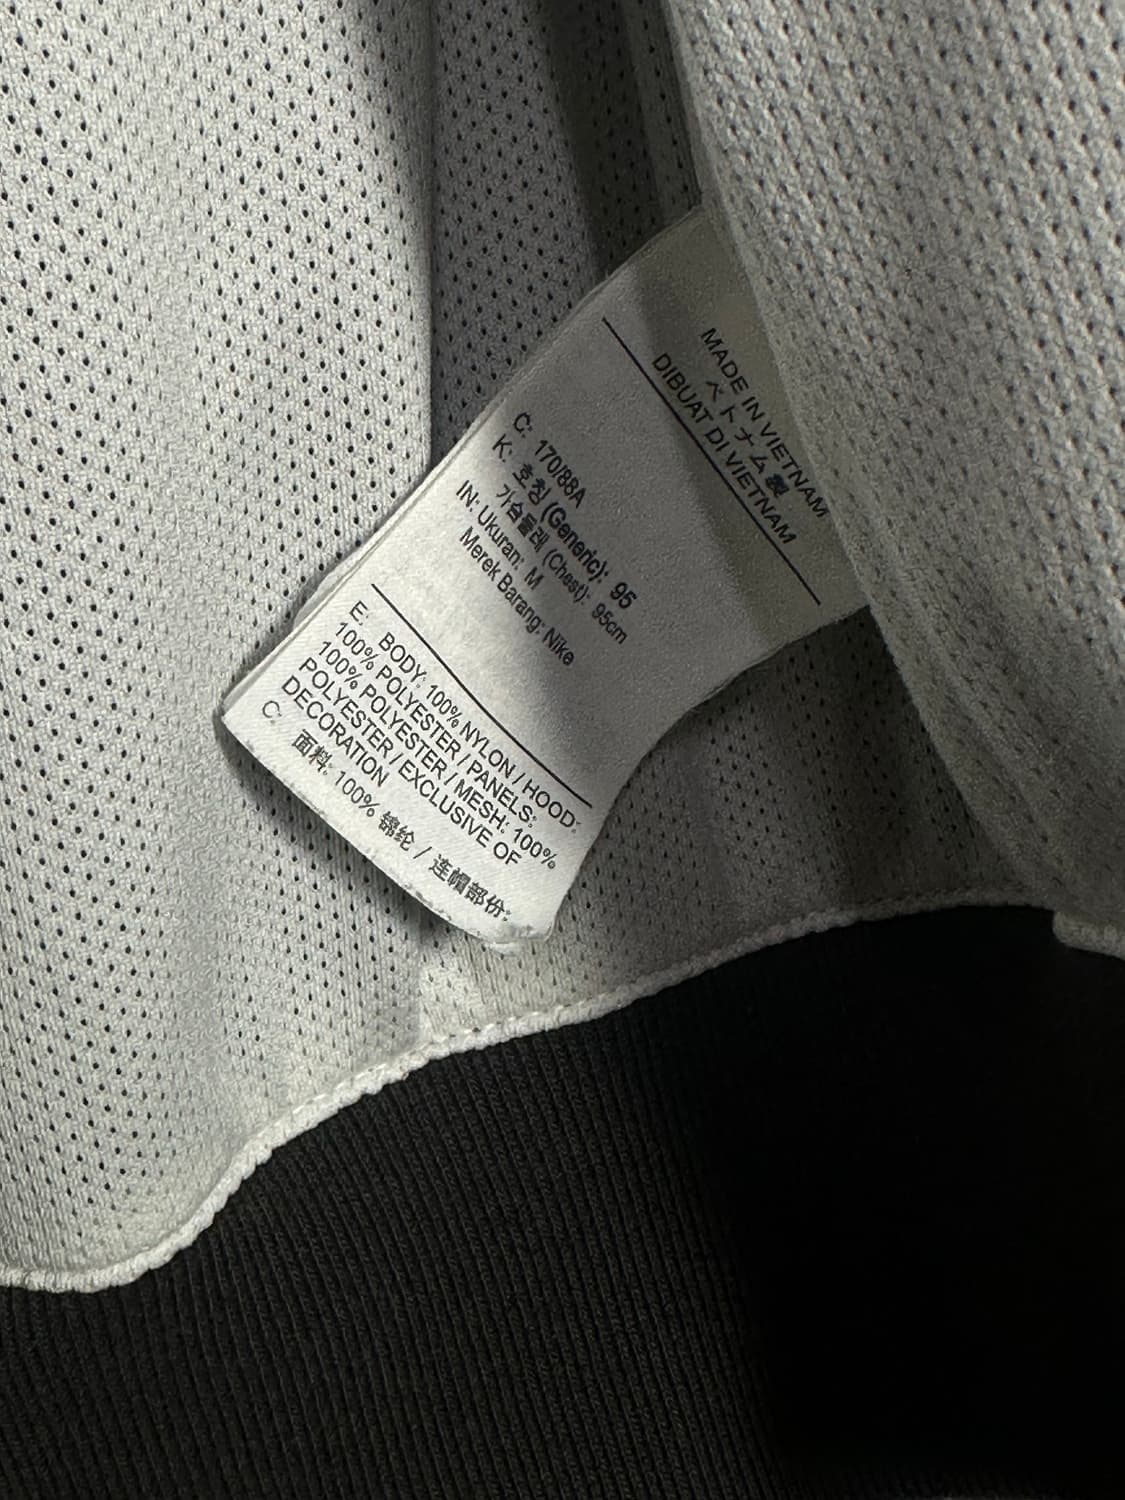 MADE IN VIETNAM
ベトナム製
DIBUAT DI VIETNAM
C: 170/88A
K: 호칭 (Generic): 95
가슴둘레 (Chest): 95cm
IN: Ukuran: M
Merek Barang: Nike
E: BODY: 100% NYLON / HOOD:
100% POLYESTER / PANELS:
100% POLYESTER / MESH: 100%
POLYESTER / EXCLUSIVE OF
DECORATION
C: 面料: 100% 锦纶 / 连帽部份: